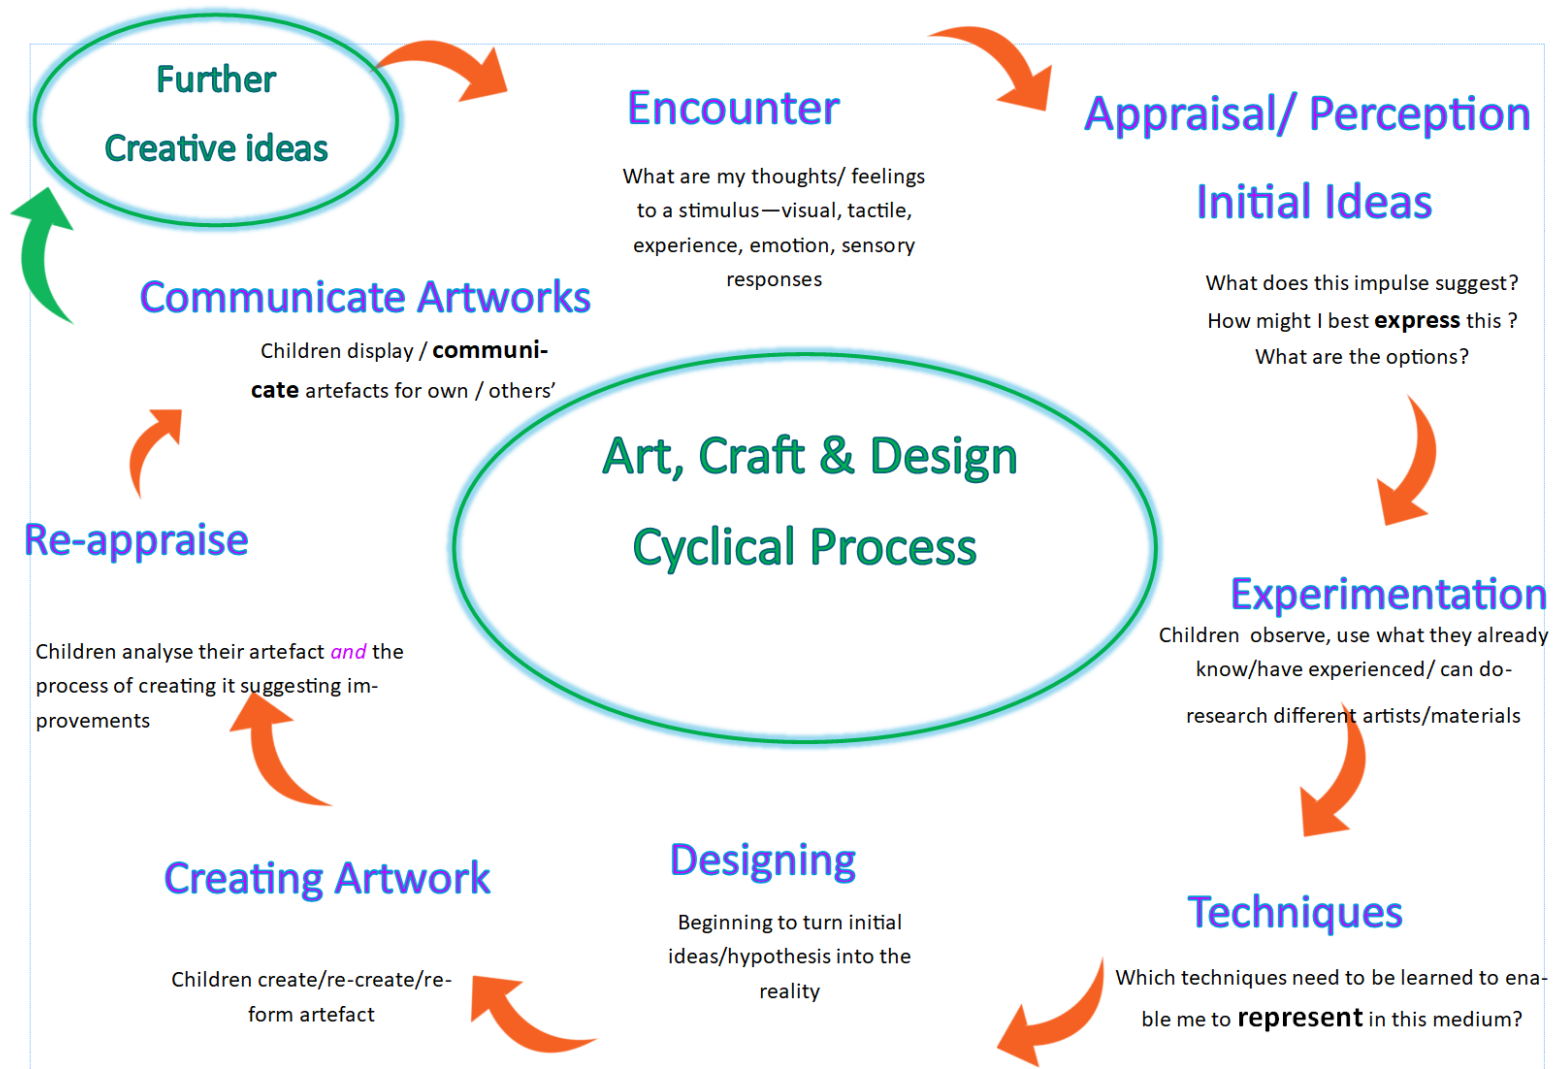 Further
Creative ideas
Encounter
What are my thoughts/ feelings
to a stimulus—visual, tactile,
experience, emotion, sensory
responses
Appraisal/ Perception
Initial Ideas
What does this impulse suggest?
How might I best express this ?
What are the options?
Experimentation
Children  observe, use what they already
know/have experienced/ can do-
research different artists/materials
Techniques
Which techniques need to be learned to ena-
ble me to represent in this medium?
Designing
Beginning to turn initial
ideas/hypothesis into the
reality
Creating Artwork
Children create/re-create/re-
form artefact
Re-appraise
Children analyse their artefact and the
process of creating it suggesting im-
provements
Communicate Artworks
Children display / communi-
cate artefacts for own / others’
Art, Craft & Design
Cyclical Process